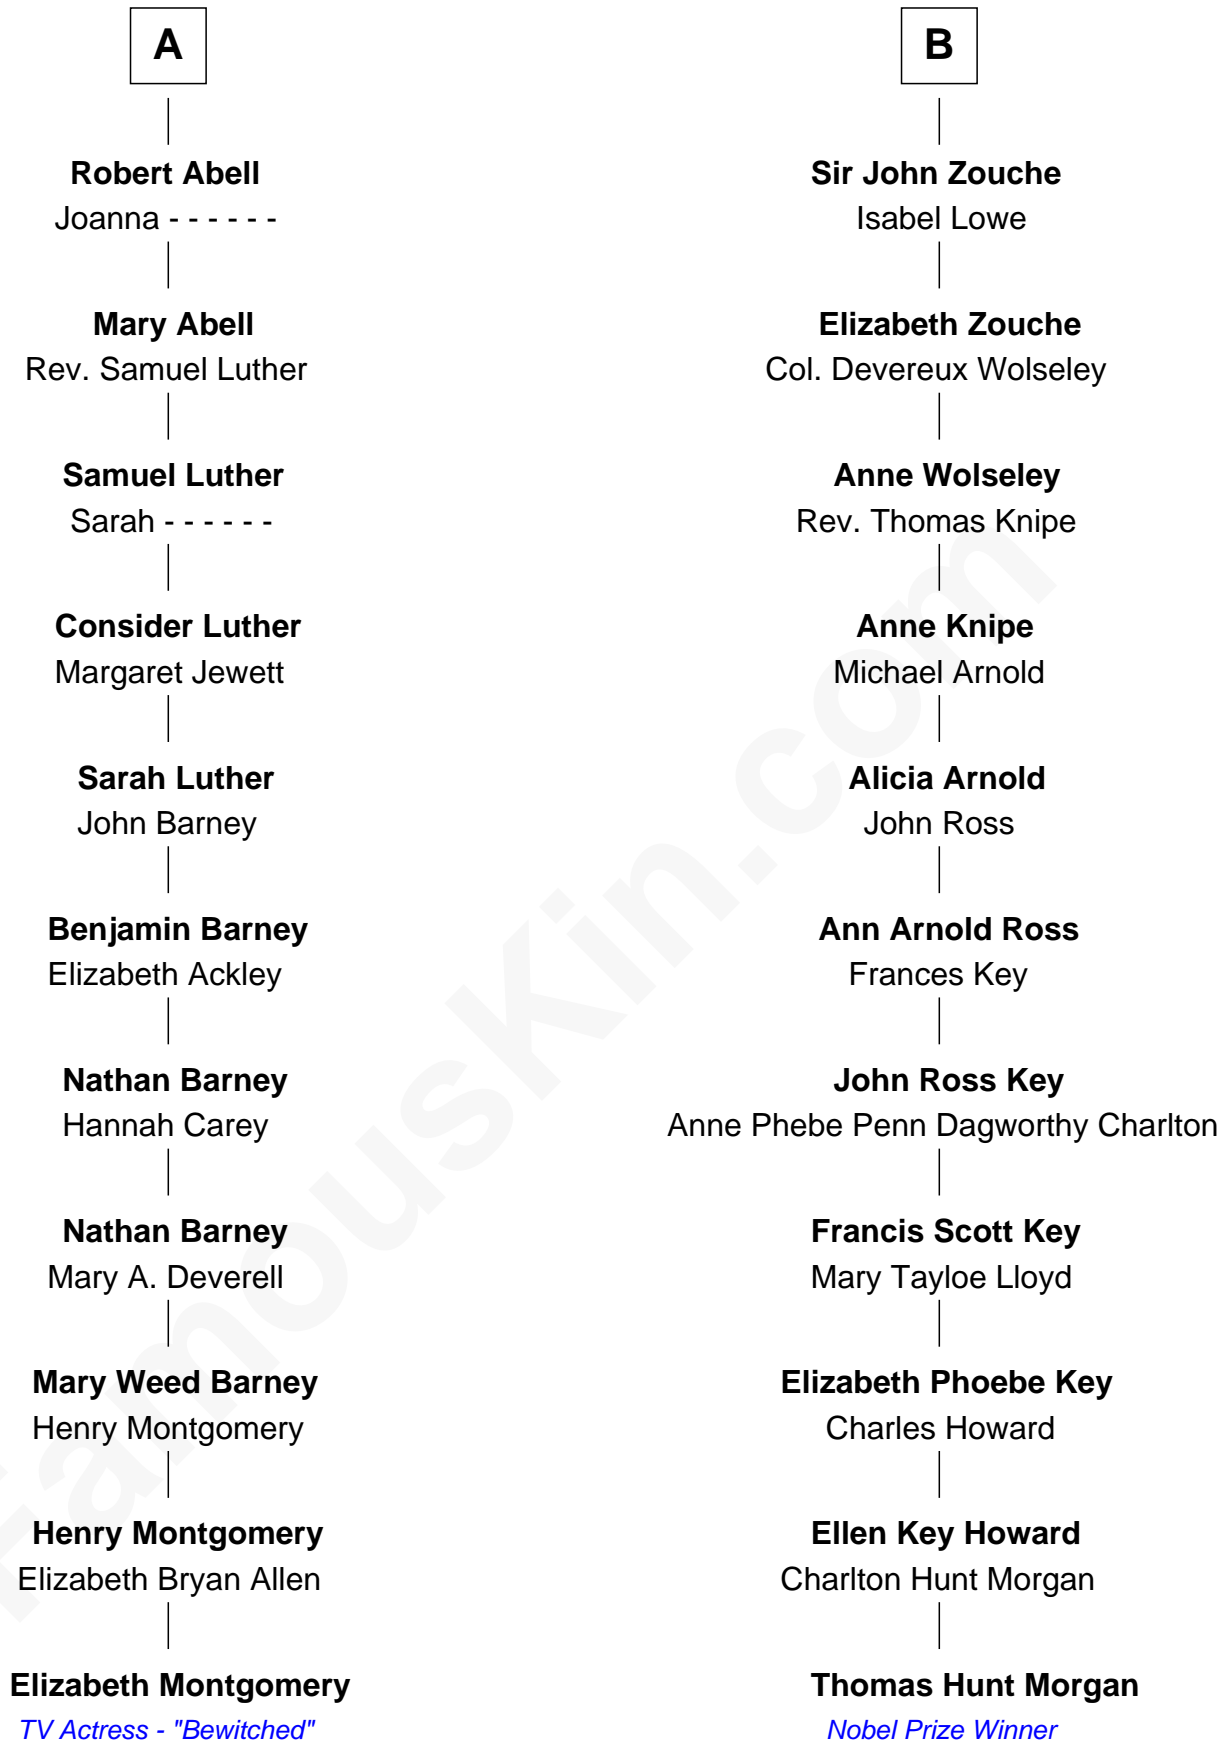 A
Robert Abell
Joanna - - - - - -
Mary Abell
Rev. Samuel Luther
Samuel Luther
Sarah - - - - - -
Consider Luther
Margaret Jewett
Sarah Luther
John Barney
Benjamin Barney
Elizabeth Ackley
Nathan Barney
Hannah Carey
Nathan Barney
Mary A. Deverell
Mary Weed Barney
Henry Montgomery
Henry Montgomery
Elizabeth Bryan Allen
Elizabeth Montgomery
TV Actress - "Bewitched"
B
Sir John Zouche
Isabel Lowe
Elizabeth Zouche
Col. Devereux Wolseley
Anne Wolseley
Rev. Thomas Knipe
Anne Knipe
Michael Arnold
Alicia Arnold
John Ross
Ann Arnold Ross
Frances Key
John Ross Key
Anne Phebe Penn Dagworthy Charlton
Francis Scott Key
Mary Tayloe Lloyd
Elizabeth Phoebe Key
Charles Howard
Ellen Key Howard
Charlton Hunt Morgan
Thomas Hunt Morgan
Nobel Prize Winner
FamousKin.com